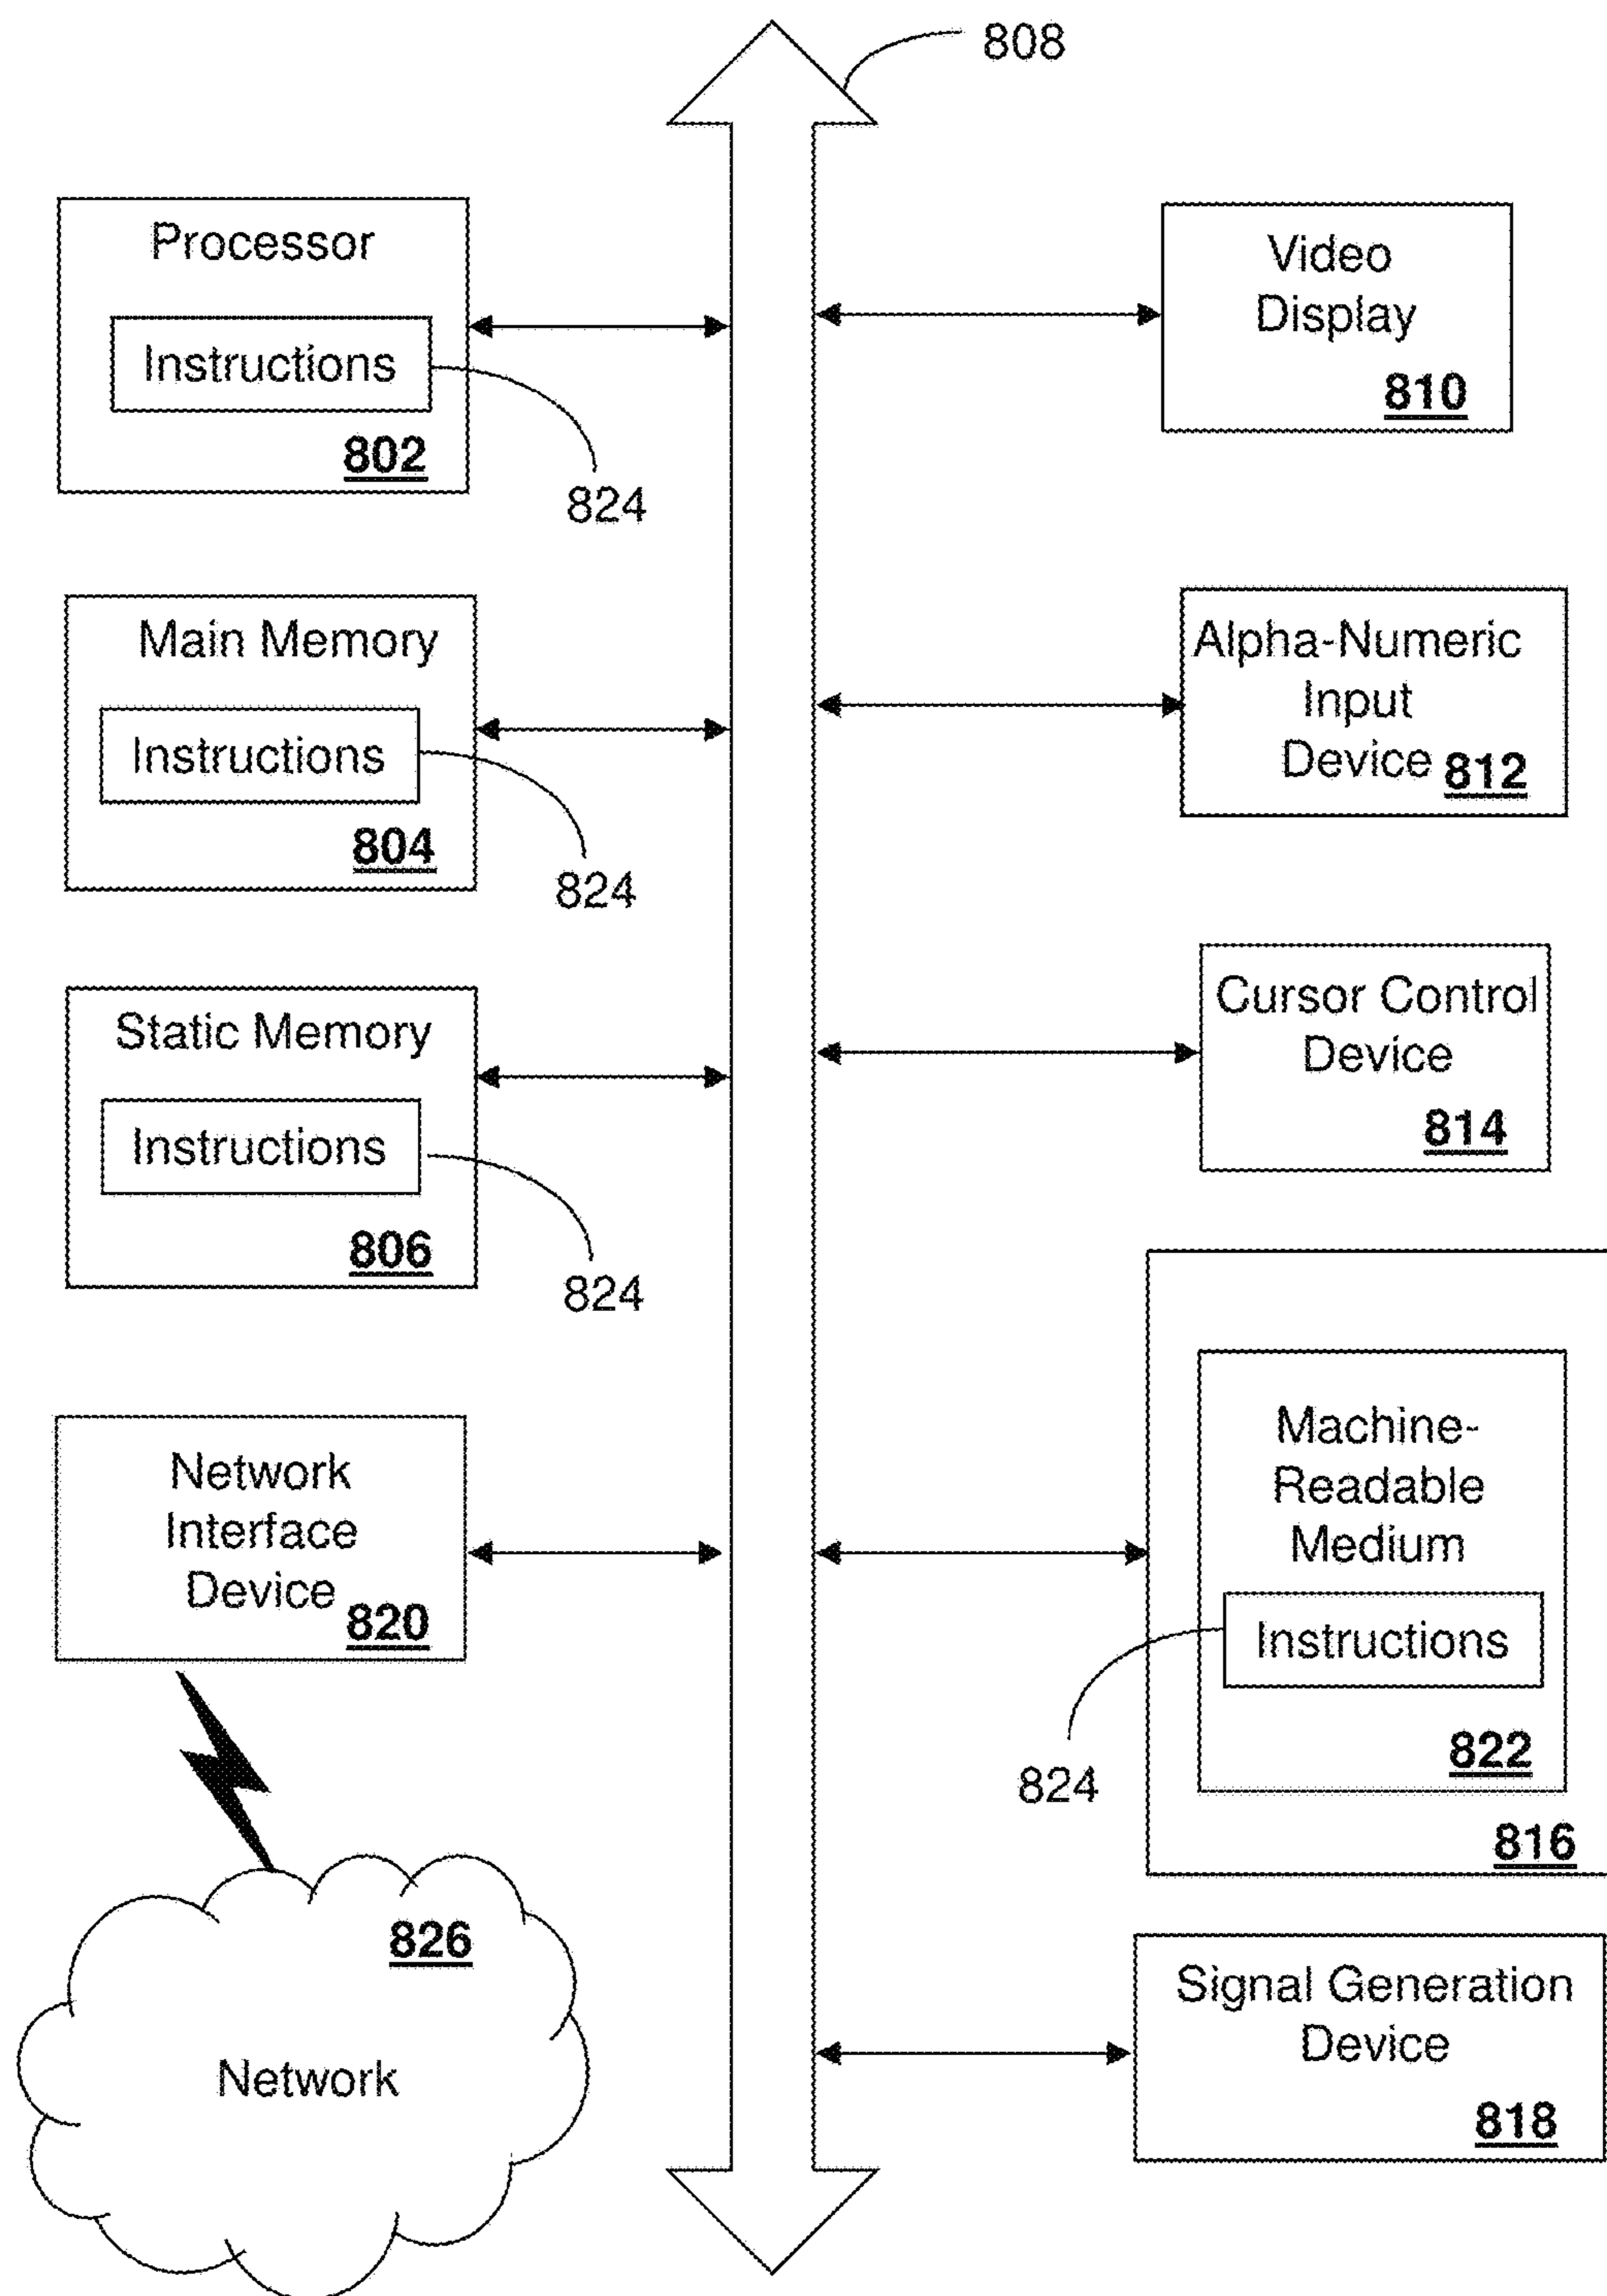 808
Processor
Instructions
802
824
Main Memory
Instructions
804
824
Static Memory
Instructions
806
824
Network
Interface
Device
820
826
Network
Video
Display
810
Alpha-Numeric
Input
Device
812
Cursor Control
Device
814
Machine-
Readable
Medium
Instructions
822
824
816
Signal Generation
Device
818